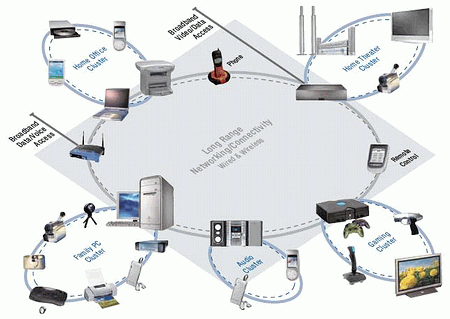 Broadband
Video/Data
Access
Home Office
Cluster
Phone
Home Theater
Cluster
Broadband
Data/Voice
Access
Long Range
Networking/Connectivity
Wired & Wireless
Remote
Control
Family PC
Cluster
Audio
Cluster
Gaming
Cluster